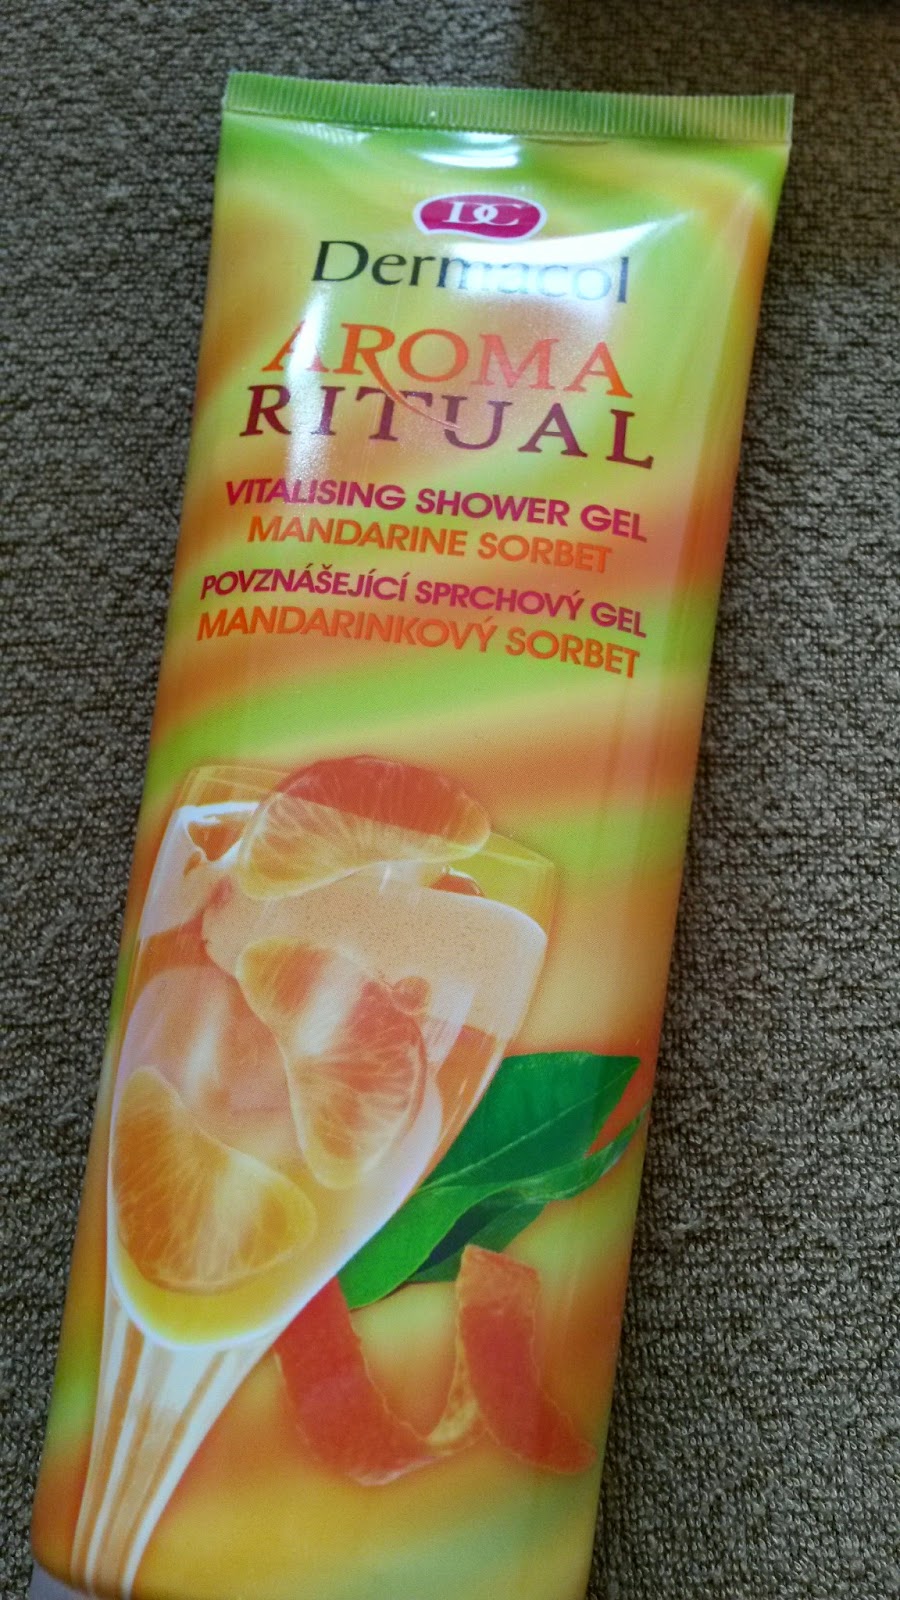 DC
Dermacol
AROMA
RITUAL
VITALISING SHOWER GEL
MANDARINE SORBET
POVZNÁŠEJÍCÍ SPRCHOVÝ GEL
MANDARINKOVÝ SORBET